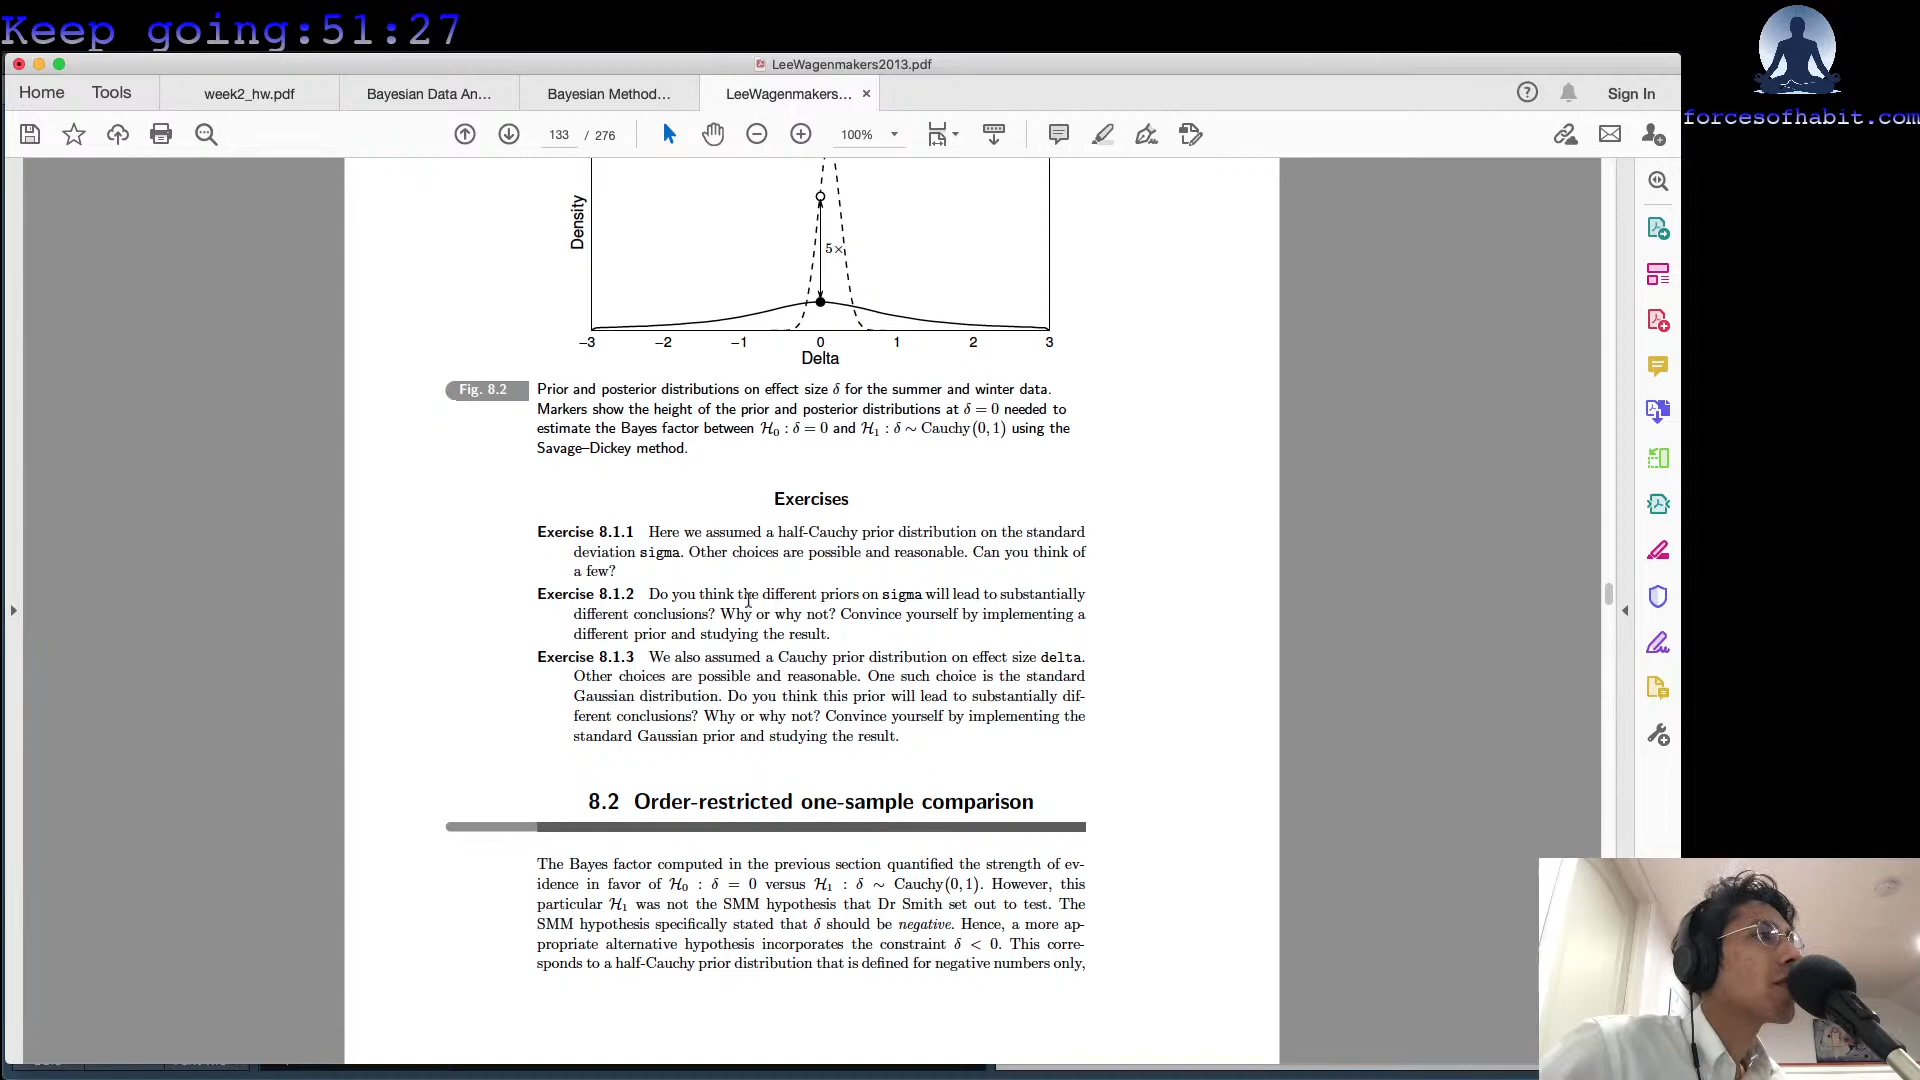 Keep going:51:27
forcesofhabit.com
LeeWagenmakers2013.pdf
Home
Tools
week2_hw.pdf
Bayesian Data An...
Bayesian Method...
LeeWagenmakers... ×
Sign In
133 / 276
100%
Density
5×
−3 −2 −1 0 1 2 3
Delta
Fig. 8.2
Prior and posterior distributions on effect size δ for the summer and winter data.
Markers show the height of the prior and posterior distributions at δ = 0 needed to
estimate the Bayes factor between H₀ : δ = 0 and H₁ : δ ∼ Cauchy(0, 1) using the
Savage–Dickey method.
Exercises
Exercise 8.1.1 Here we assumed a half-Cauchy prior distribution on the standard
deviation sigma. Other choices are possible and reasonable. Can you think of
a few?
Exercise 8.1.2 Do you think the different priors on sigma will lead to substantially
different conclusions? Why or why not? Convince yourself by implementing a
different prior and studying the result.
Exercise 8.1.3 We also assumed a Cauchy prior distribution on effect size delta.
Other choices are possible and reasonable. One such choice is the standard
Gaussian distribution. Do you think this prior will lead to substantially dif-
ferent conclusions? Why or why not? Convince yourself by implementing the
standard Gaussian prior and studying the result.
8.2 Order-restricted one-sample comparison
The Bayes factor computed in the previous section quantified the strength of ev-
idence in favor of H₀ : δ = 0 versus H₁ : δ ∼ Cauchy(0, 1). However, this
particular H₁ was not the SMM hypothesis that Dr Smith set out to test. The
SMM hypothesis specifically stated that δ should be negative. Hence, a more ap-
propriate alternative hypothesis incorporates the constraint δ < 0. This corre-
sponds to a half-Cauchy prior distribution that is defined for negative numbers only,